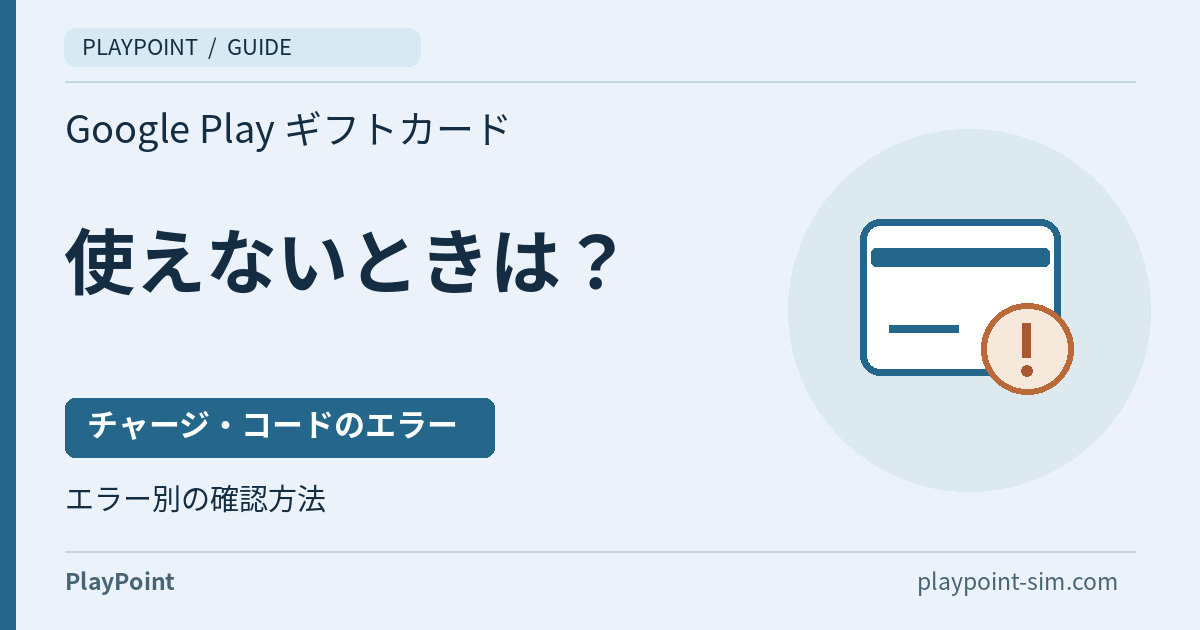 PLAYPOINT / GUIDE
Google Play ギフトカード
使えないときは？
チャージ・コードのエラー
エラー別の確認方法
PlayPoint
playpoint-sim.com